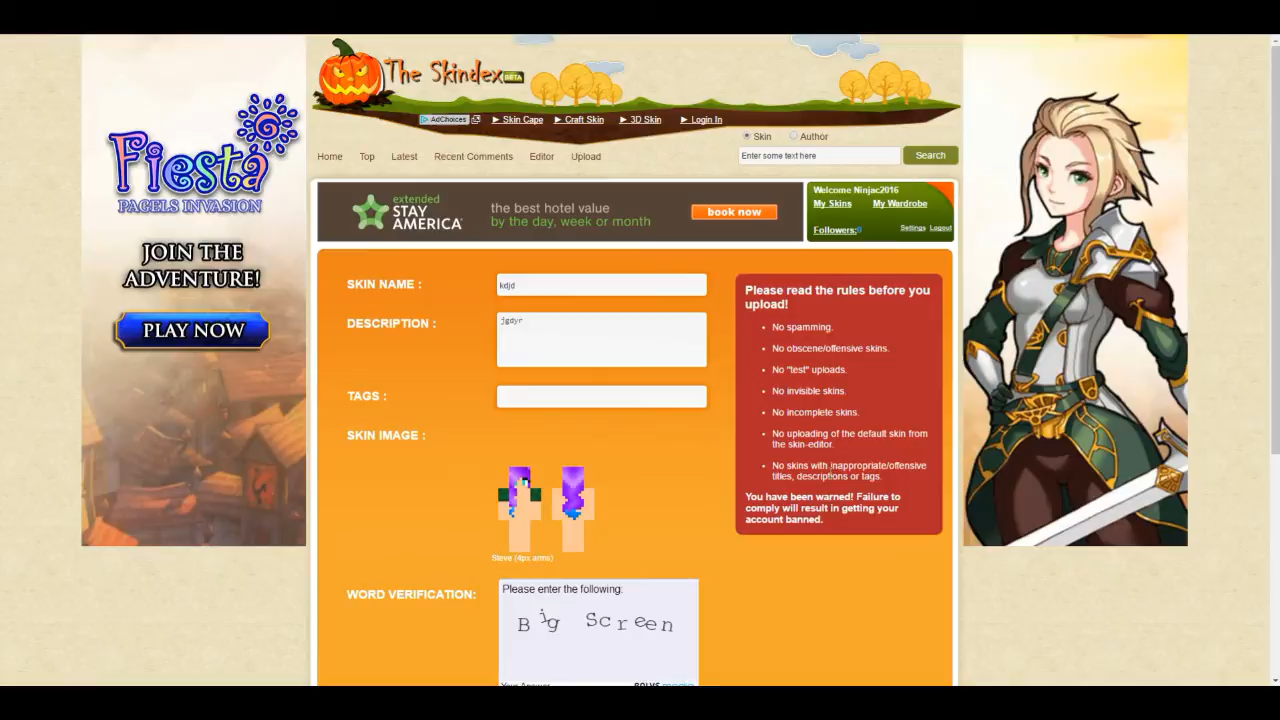 The Skindex BETA
AdChoices ► Skin Cape ► Craft Skin ► 3D Skin ► Login In
Skin Author
Home Top Latest Recent Comments Editor Upload
Enter some text here Search
Fiesta
PAGELS INVASION
JOIN THE
ADVENTURE!
PLAY NOW
extended
STAY
AMERICA
the best hotel value
by the day, week or month
book now
Welcome Ninjac2016
My Skins My Wardrobe
Followers:0 Settings Logout
SKIN NAME : kdjd
DESCRIPTION : jgdyr
TAGS :
SKIN IMAGE :
Steve (4px arms)
WORD VERIFICATION:
Please enter the following:
Big Screen
Please read the rules before you
upload!
• No spamming.
• No obscene/offensive skins.
• No "test" uploads.
• No invisible skins.
• No incomplete skins.
• No uploading of the default skin from
the skin-editor.
• No skins with inappropriate/offensive
titles, descriptions or tags.
You have been warned! Failure to
comply will result in getting your
account banned.